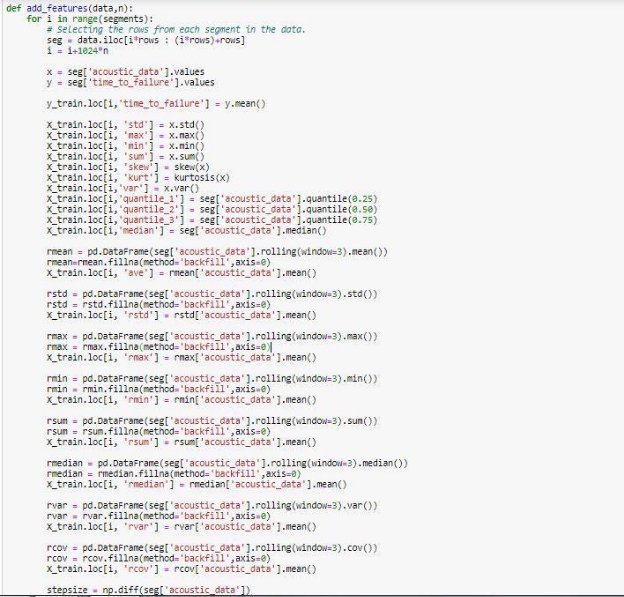 def add_features(data,n):
for i in range(segments):
# Selecting the rows from each segment in the data.
seg = data.iloc[i*rows : (i*rows)+rows]
i = i+1024*n
x = seg['acoustic_data'].values
y = seg['time_to_failure'].values
y_train.loc[i,'time_to_failure'] = y.mean()
X_train.loc[i, 'std'] = x.std()
X_train.loc[i, 'max'] = x.max()
X_train.loc[i, 'min'] = x.min()
X_train.loc[i, 'sum'] = x.sum()
X_train.loc[i, 'skew'] = skew(x)
X_train.loc[i, 'kurt'] = kurtosis(x)
X_train.loc[i,'var'] = x.var()
X_train.loc[i,'quantile_1'] = seg['acoustic_data'].quantile(0.25)
X_train.loc[i,'quantile_2'] = seg['acoustic_data'].quantile(0.50)
X_train.loc[i,'quantile_3'] = seg['acoustic_data'].quantile(0.75)
X_train.loc[i,'median'] = seg['acoustic_data'].median()
rmean = pd.DataFrame(seg['acoustic_data'].rolling(window=3).mean())
rmean=rmean.fillna(method='backfill',axis=0)
X_train.loc[i, 'ave'] = rmean['acoustic_data'].mean()
rstd = pd.DataFrame(seg['acoustic_data'].rolling(window=3).std())
rstd = rstd.fillna(method='backfill',axis=0)
X_train.loc[i, 'rstd'] = rstd['acoustic_data'].mean()
rmax = pd.DataFrame(seg['acoustic_data'].rolling(window=3).max())
rmax = rmax.fillna(method='backfill',axis=0)
X_train.loc[i, 'rmax'] = rmax['acoustic_data'].mean()
rmin = pd.DataFrame(seg['acoustic_data'].rolling(window=3).min())
rmin = rmin.fillna(method='backfill',axis=0)
X_train.loc[i, 'rmin'] = rmin['acoustic_data'].mean()
rsum = pd.DataFrame(seg['acoustic_data'].rolling(window=3).sum())
rsum = rsum.fillna(method='backfill',axis=0)
X_train.loc[i, 'rsum'] = rsum['acoustic_data'].mean()
rmedian = pd.DataFrame(seg['acoustic_data'].rolling(window=3).median())
rmedian = rmedian.fillna(method='backfill',axis=0)
X_train.loc[i, 'rmedian'] = rmedian['acoustic_data'].mean()
rvar = pd.DataFrame(seg['acoustic_data'].rolling(window=3).var())
rvar = rvar.fillna(method='backfill',axis=0)
X_train.loc[i, 'rvar'] = rvar['acoustic_data'].mean()
rcov = pd.DataFrame(seg['acoustic_data'].rolling(window=3).cov())
rcov = rcov.fillna(method='backfill',axis=0)
X_train.loc[i, 'rcov'] = rcov['acoustic_data'].mean()
stepsize = np.diff(seg['acoustic_data'])